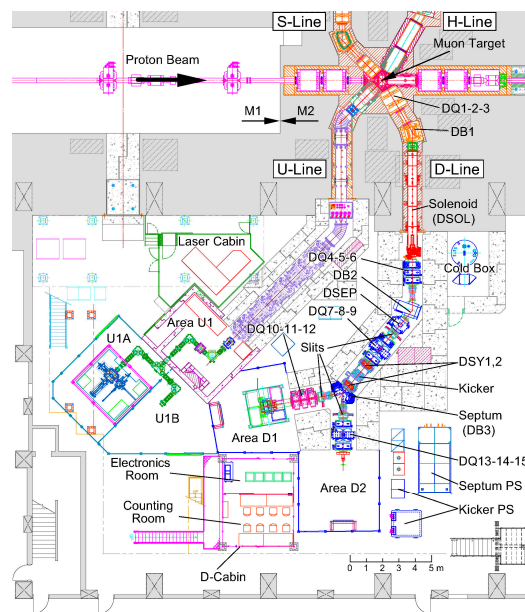 S-Line
H-Line
Proton Beam
Muon Target
M1
M2
DQ1-2-3
DB1
U-Line
D-Line
Solenoid
(DSOL)
Laser Cabin
DQ4-5-6
DB2
Cold Box
DSEP
Area U1
DQ7-8-9
DQ10-11-12
U1A
Slits
DSY1,2
Kicker
U1B
Septum
(DB3)
Area D1
DQ13-14-15
Electronics
Room
Area D2
Septum PS
Counting
Room
Kicker PS
D-Cabin
0 1 2 3 4 5 m